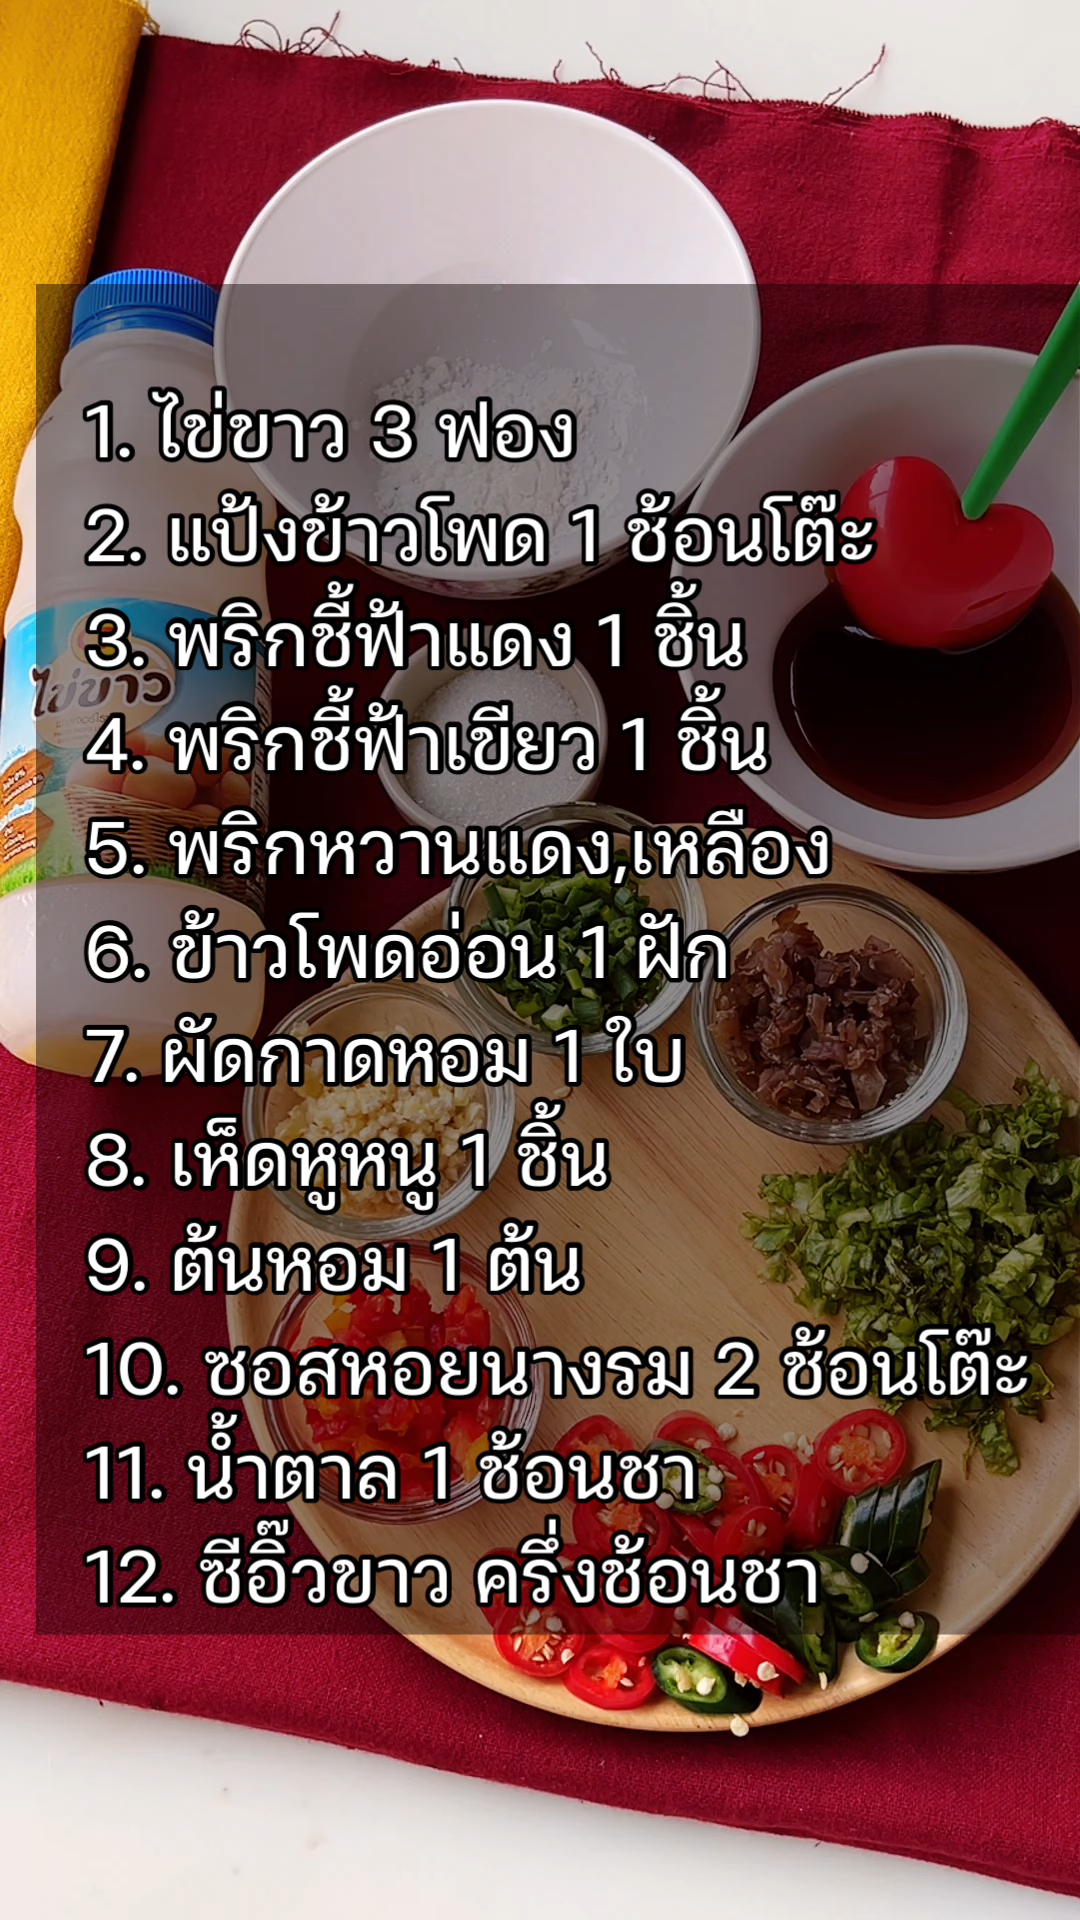 1. ไข่ขาว 3 ฟอง
2. แป้งข้าวโพด 1 ช้อนโต๊ะ
3. พริกชี้ฟ้าแดง 1 ชิ้น
4. พริกชี้ฟ้าเขียว 1 ชิ้น
5. พริกหวานแดง,เหลือง
6. ข้าวโพดอ่อน 1 ฝัก
7. ผัดกาดหอม 1 ใบ
8. เห็ดหูหนู 1 ชิ้น
9. ต้นหอม 1 ต้น
10. ซอสหอยนางรม 2 ช้อนโต๊ะ
11. น้ำตาล 1 ช้อนชา
12. ซีอิ๊วขาว ครึ่งช้อนชา
ไข่ขาว